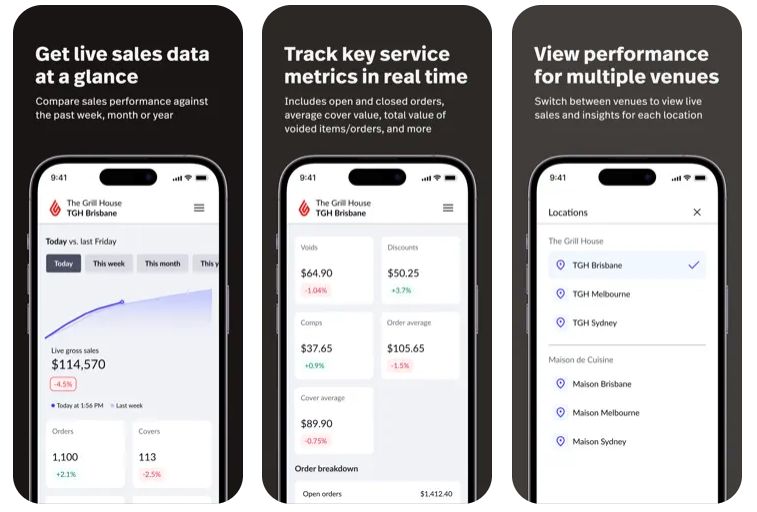 Get live sales data
at a glance
Compare sales performance against
the past week, month or year
9:41
The Grill House
TGH Brisbane
Today vs. last Friday
Today This week This month This y
Live gross sales
$114,570
-4.5%
Today at 1:56 PM Last week
Orders Covers
1,100 113
+2.1% -2.5%
Track key service
metrics in real time
Includes open and closed orders,
average cover value, total value of
voided items/orders, and more
9:41
The Grill House
TGH Brisbane
Voids Discounts
$64.90 $50.25
-1.04% +3.7%
Comps Order average
$37.65 $105.65
+0.9% -1.5%
Cover average
$89.90
-0.75%
Order breakdown
Open orders $1,412.40
View performance
for multiple venues
Switch between venues to view live
sales and insights for each location
9:41
Locations
The Grill House
TGH Brisbane
TGH Melbourne
TGH Sydney
Maison de Cuisine
Maison Brisbane
Maison Melbourne
Maison Sydney